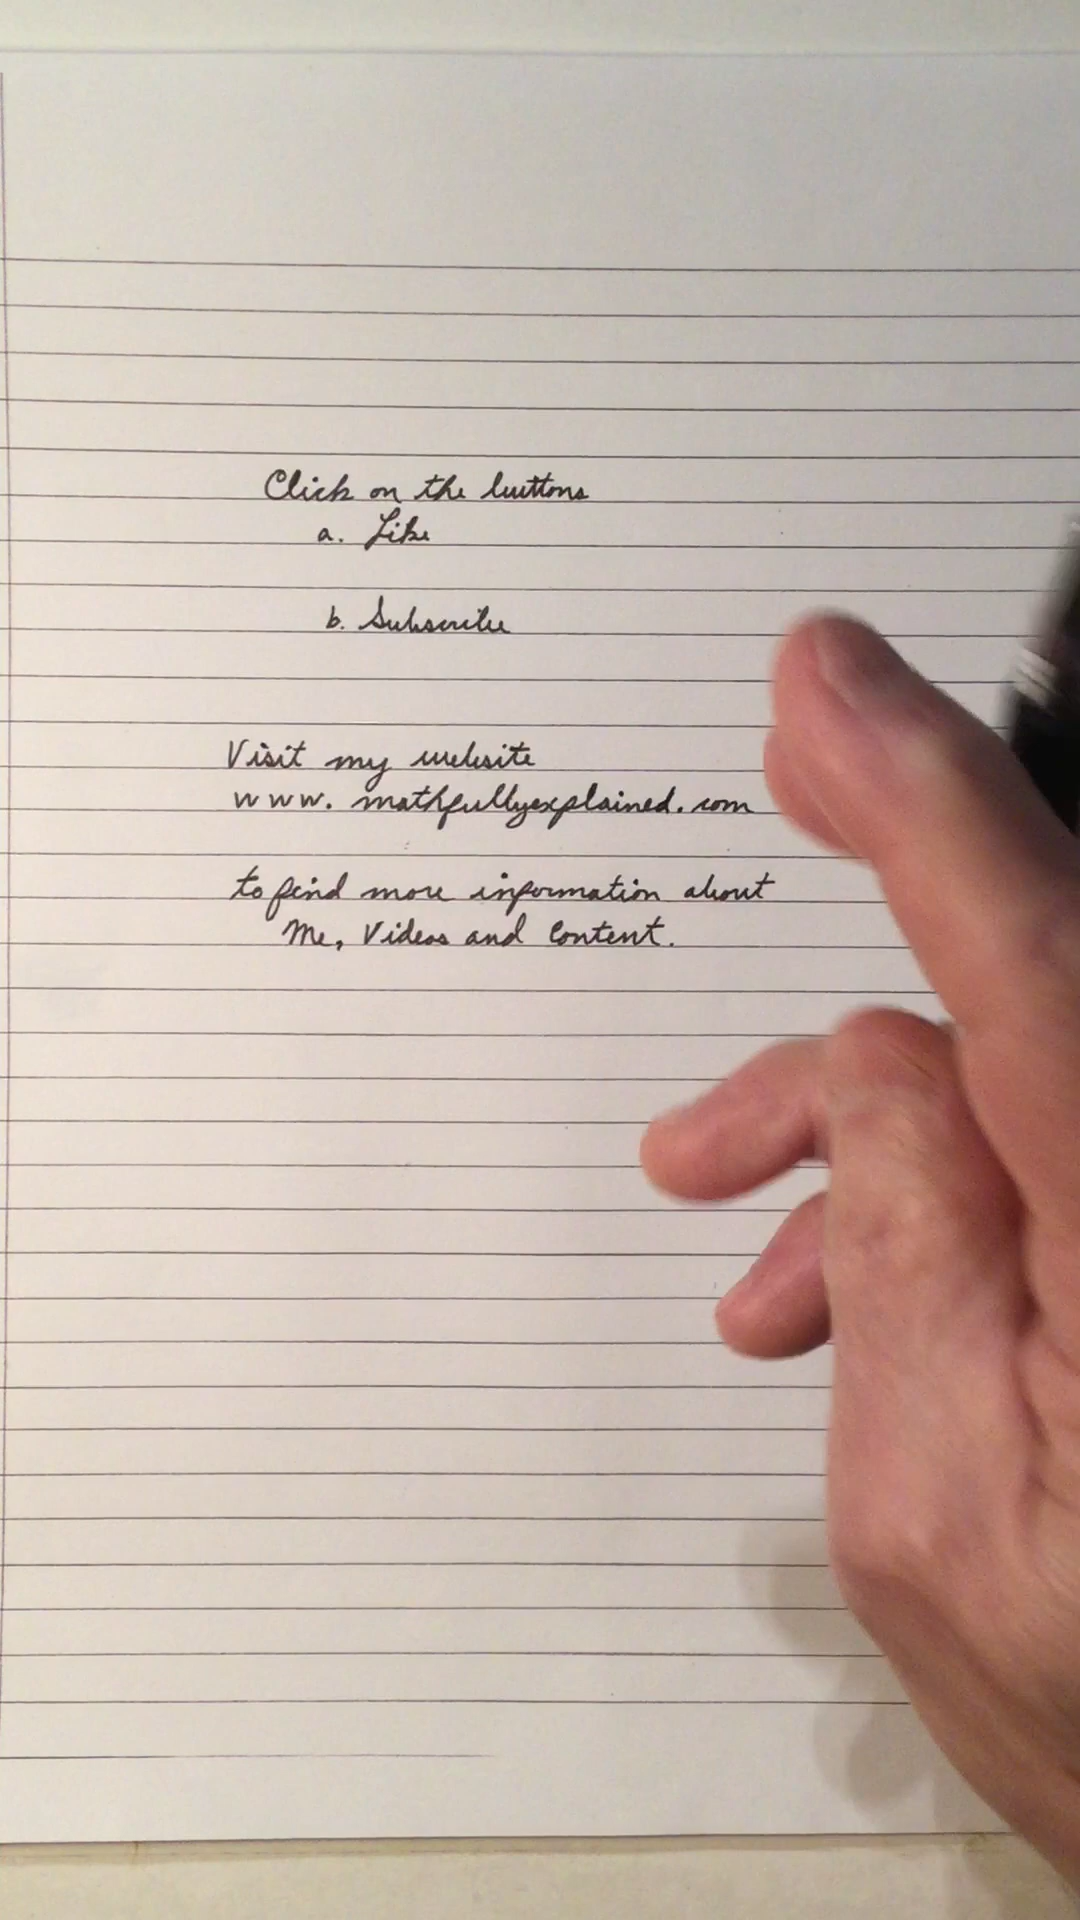 Click on the buttons
a. Like
b. Subscribe
Visit my website
www. mathfullyexplained.com
to find more information about
Me, Videos and Content.